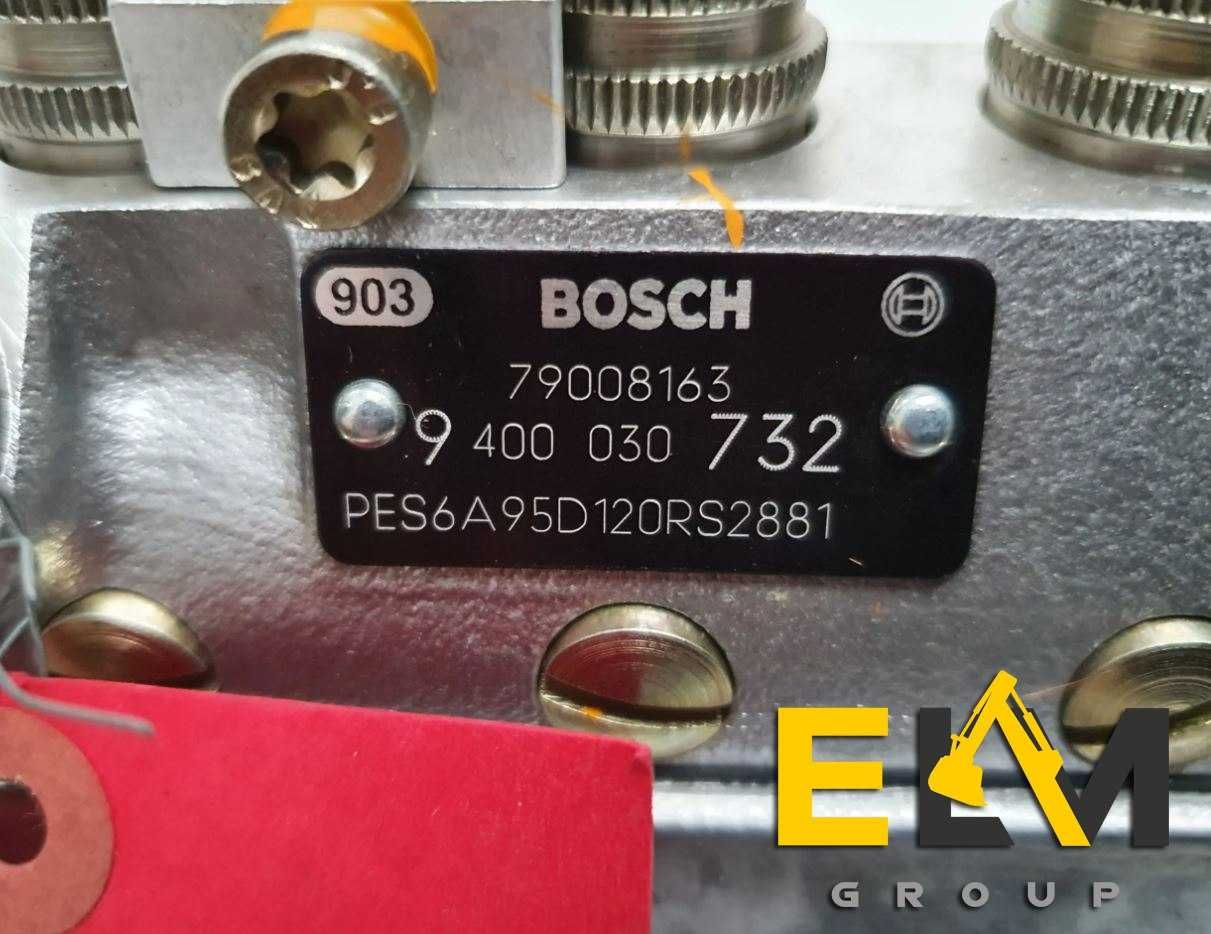 903 BOSCH
79008163
9 400 030 732
PES6A95D120RS2881
ELM
GROUP